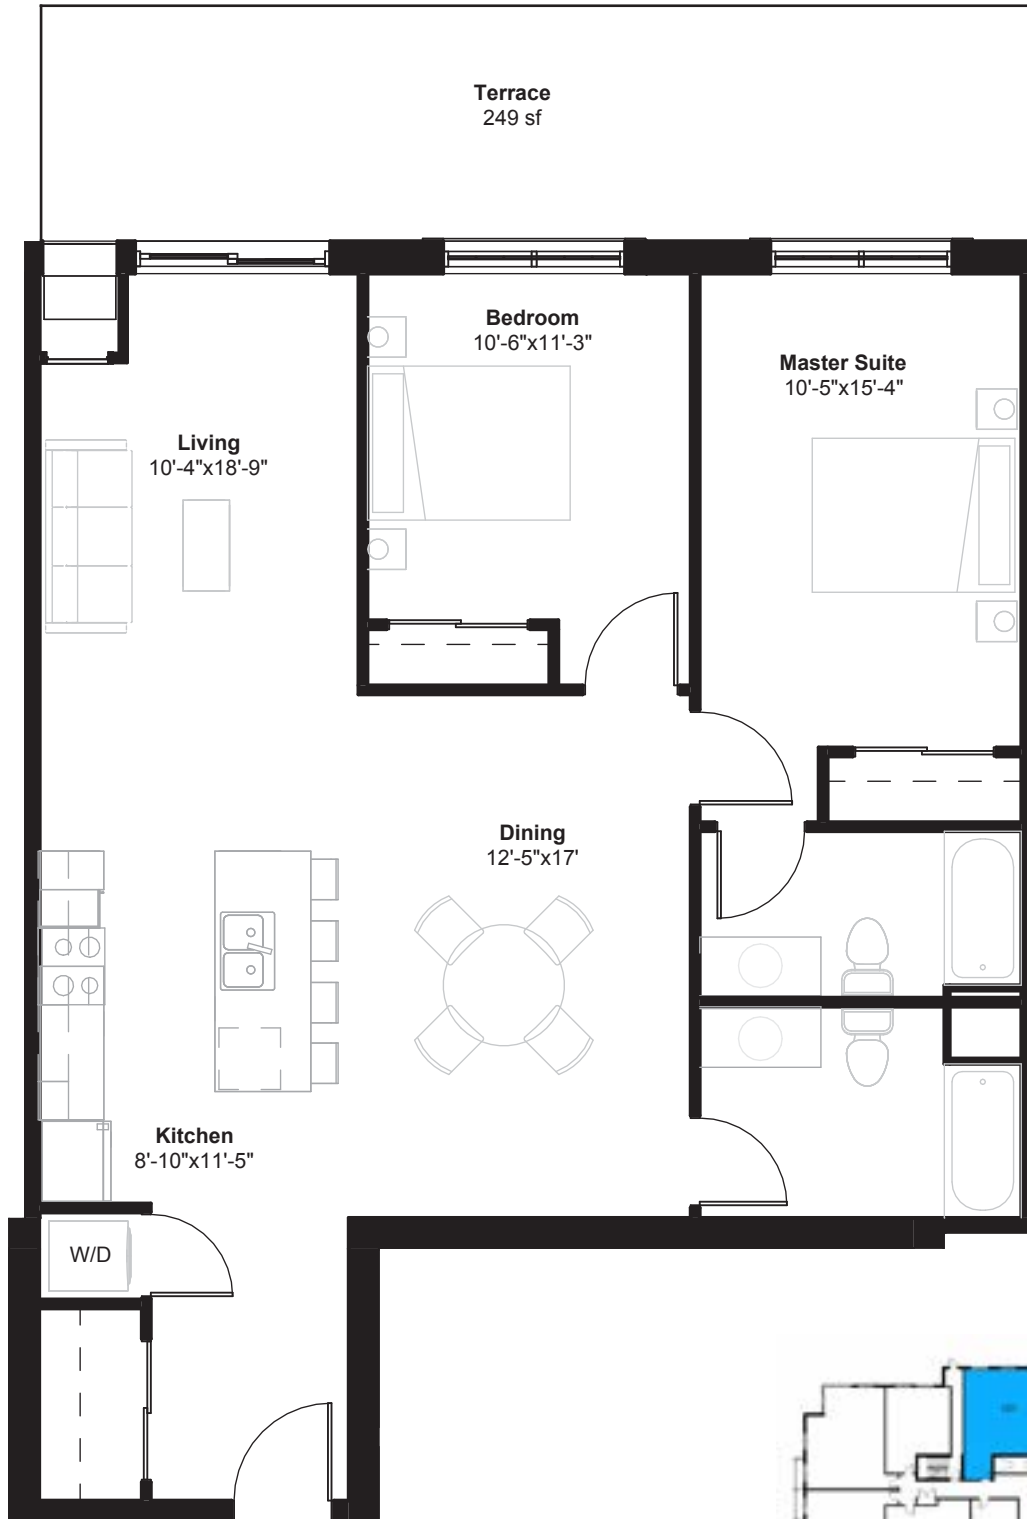 Terrace
249 sf
Bedroom
10'-6"x11'-3"
Master Suite
10'-5"x15'-4"
Living
10'-4"x18'-9"
Dining
12'-5"x17'
Kitchen
8'-10"x11'-5"
W/D